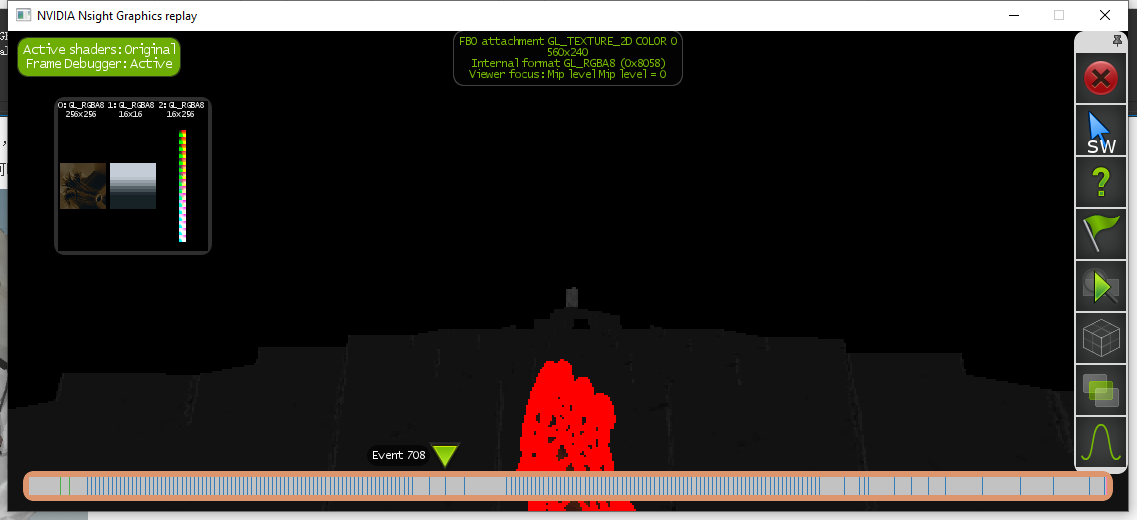 NVIDIA Nsight Graphics replay
Active shaders: Original
Frame Debugger: Active
FBO attachment GL_TEXTURE_2D COLOR 0
560x240
Internal format GL_RGBA8 (0x8058)
Viewer focus: Mip level Mip level = 0
0: GL_RGBA8 1: GL_RGBA8 2: GL_RGBA8
256x256 16x16 16x256
SW
?
Event 708